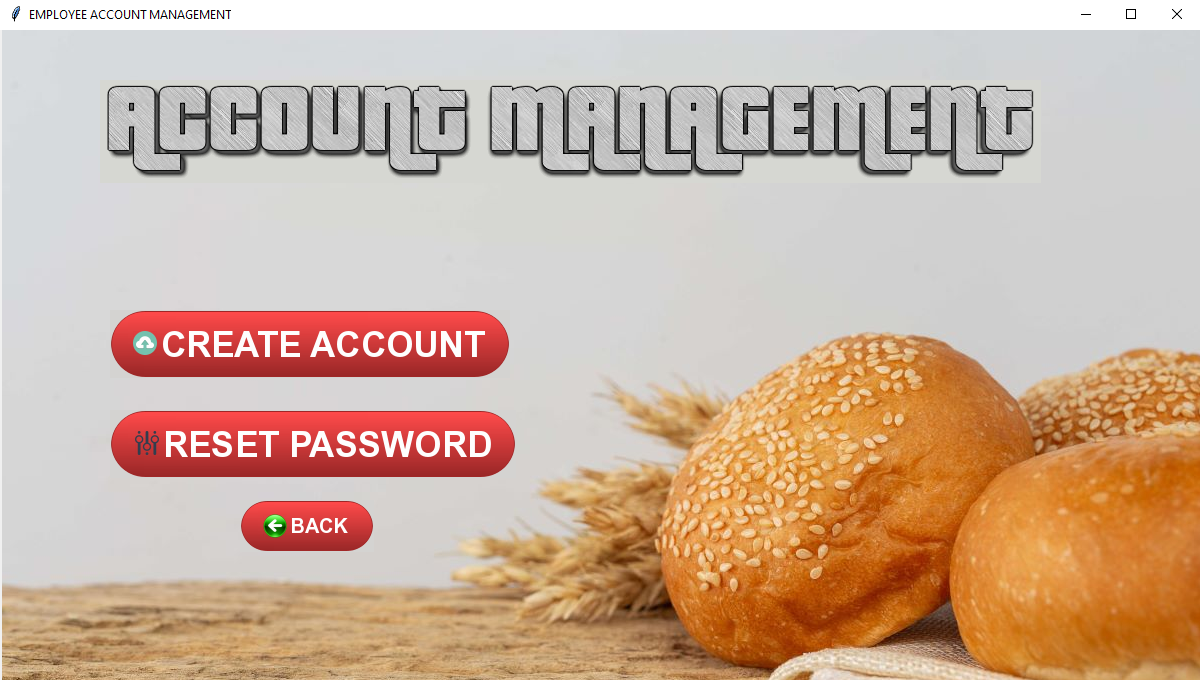 EMPLOYEE ACCOUNT MANAGEMENT
ACCOUNT MANAGEMENT
CREATE ACCOUNT
RESET PASSWORD
BACK